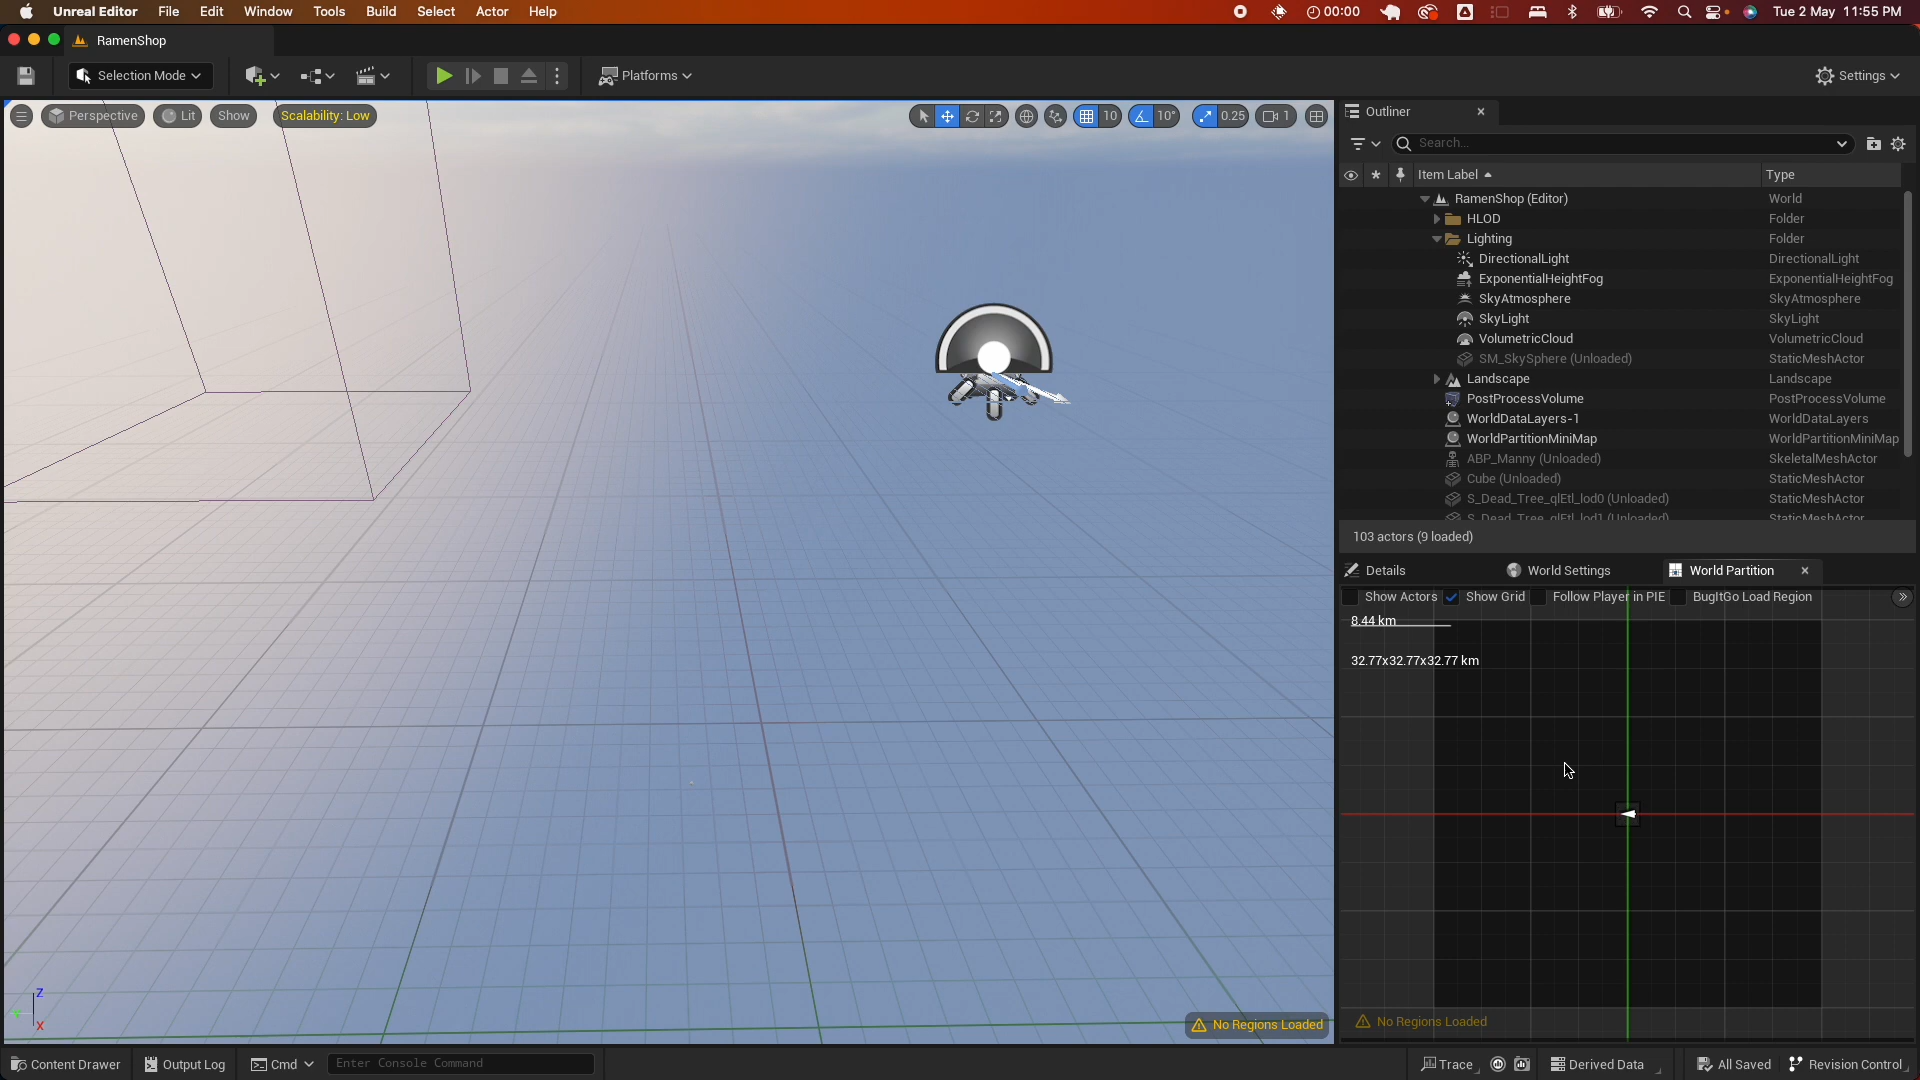 Unreal Editor File Edit Window Tools Build Select Actor Help 00:00 Tue 2 May 11:55 PM
RamenShop
Selection Mode Platforms Settings
Perspective Lit Show Scalability: Low 10 10° 0.25 1
Outliner
Search...
Item Label Type
RamenShop (Editor) World
HLOD Folder
Lighting Folder
DirectionalLight DirectionalLight
ExponentialHeightFog ExponentialHeightFog
SkyAtmosphere SkyAtmosphere
SkyLight SkyLight
VolumetricCloud VolumetricCloud
SM_SkySphere (Unloaded) StaticMeshActor
Landscape Landscape
PostProcessVolume PostProcessVolume
WorldDataLayers-1 WorldDataLayers
WorldPartitionMiniMap WorldPartitionMiniMap
ABP_Manny (Unloaded) SkeletalMeshActor
Cube (Unloaded) StaticMeshActor
S_Dead_Tree_qlEtl_lod0 (Unloaded) StaticMeshActor
S_Dead_Tree_qlEtl_lod1 (Unloaded) StaticMeshActor
103 actors (9 loaded)
Details World Settings World Partition
Show Actors Show Grid Follow Player in PIE BugItGo Load Region
8.44 km
32.77x32.77x32.77 km
Z
Y
X
No Regions Loaded
No Regions Loaded
Content Drawer Output Log Cmd Enter Console Command Trace Derived Data All Saved Revision Control